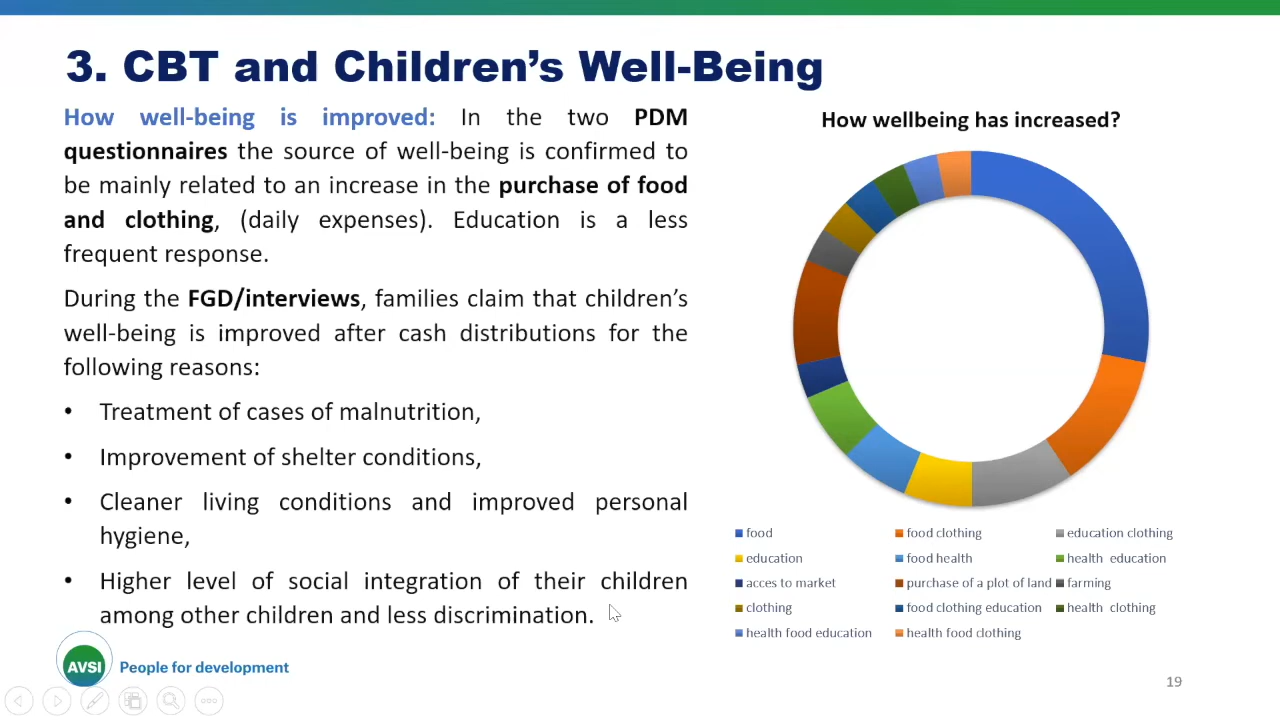 3. CBT and Children's Well-Being
How well-being is improved: In the two PDM
questionnaires the source of well-being is confirmed to
be mainly related to an increase in the purchase of food
and clothing, (daily expenses). Education is a less
frequent response.
During the FGD/interviews, families claim that children's
well-being is improved after cash distributions for the
following reasons:
• Treatment of cases of malnutrition,
• Improvement of shelter conditions,
• Cleaner living conditions and improved personal
hygiene,
• Higher level of social integration of their children
among other children and less discrimination.
How wellbeing has increased?
food
food clothing
education clothing
education
food health
health education
acces to market
purchase of a plot of land
farming
clothing
food clothing education
health clothing
health food education
health food clothing
AVSI
People for development
19